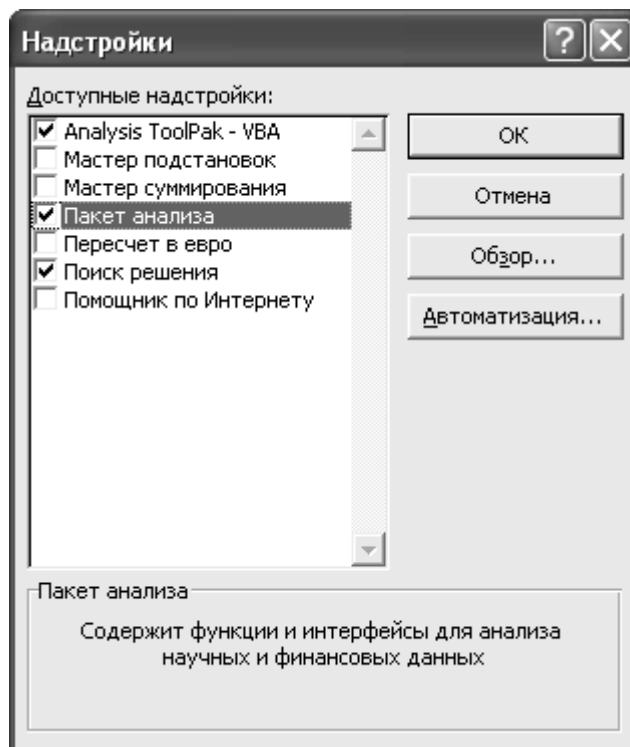 Надстройки
Доступные надстройки:
Analysis ToolPak - VBA
Мастер подстановок
Мастер суммирования
Пакет анализа
Пересчет в евро
Поиск решения
Помощник по Интернету
ОК
Отмена
Обзор...
Автоматизация...
Пакет анализа
Содержит функции и интерфейсы для анализа
научных и финансовых данных